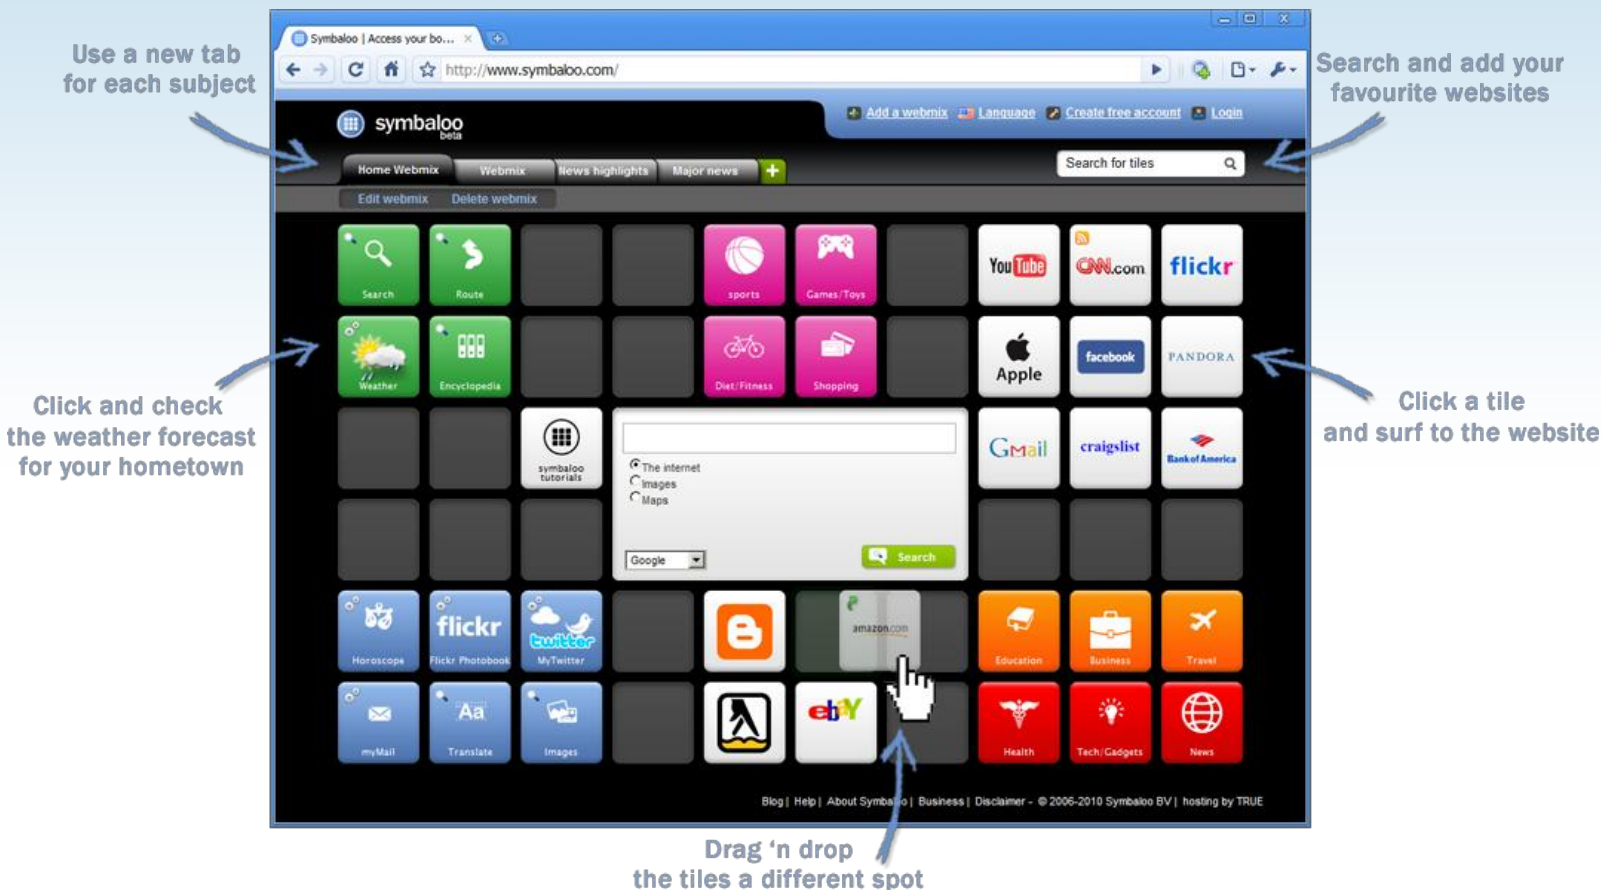 Use a new tab
for each subject
Search and add your
favourite websites
Symbaloo | Access your bo...
http://www.symbaloo.com/
symbaloo
beta
Add a webmix Language Create free account Login
Home Webmix Webmix News highlights Major news +
Search for tiles
Edit webmix Delete webmix
Search Route sports Games/Toys You Tube CNN.com flickr
Weather Encyclopedia Diet/Fitness Shopping Apple facebook PANDORA
Click and check
the weather forecast
for your hometown
Click a tile
and surf to the website
symbaloo
tutorials
The internet
Images
Maps
Google Search
Gmail craigslist Bank of America
Horoscope flickr Flickr Photobook twitter MyTwitter B amazon.com Education Business Travel
myMail Aa Translate Images ebaY Health Tech/Gadgets News
Blog | Help | About Symbaloo | Business | Disclaimer - © 2006-2010 Symbaloo BV | hosting by TRUE
Drag 'n drop
the tiles a different spot